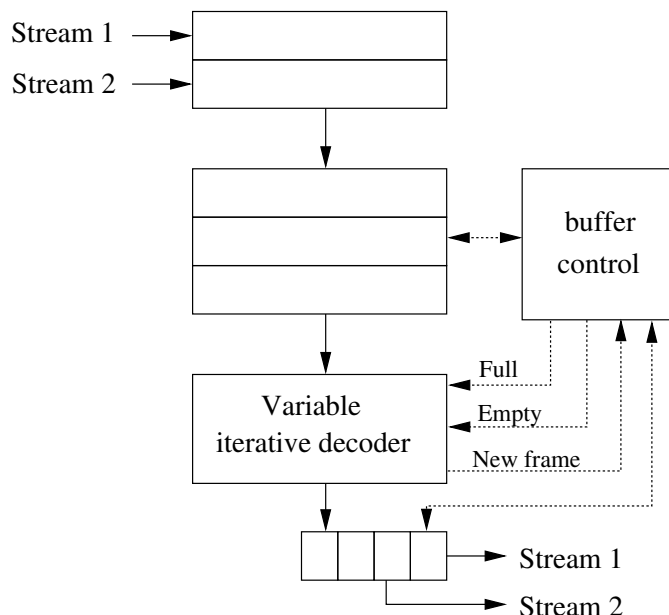 Stream 1
Stream 2
buffer
control
Full
Variable
Empty
iterative decoder
New frame
Stream 1
Stream 2